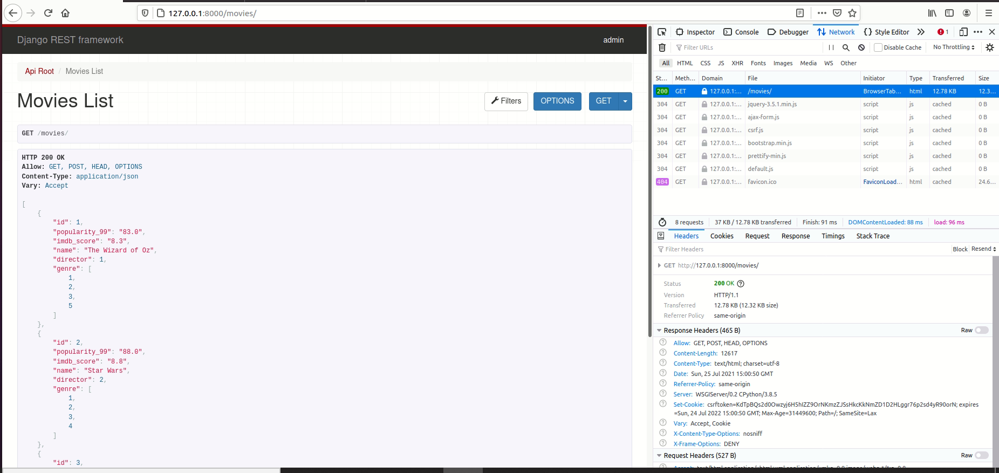 127.0.0.1:8000/movies/
Django REST framework
admin
Api Root / Movies List
Movies List
Filters
OPTIONS
GET
GET /movies/
HTTP 200 OK
Allow: GET, POST, HEAD, OPTIONS
Content-Type: application/json
Vary: Accept
[
{
"id": 1,
"popularity_99": "83.0",
"imdb_score": "8.3",
"name": "The Wizard of Oz",
"director": 1,
"genre": [
1,
2,
3,
5
]
},
{
"id": 2,
"popularity_99": "88.0",
"imdb_score": "8.8",
"name": "Star Wars",
"director": 2,
"genre": [
1,
2,
3,
4
]
},
{
"id": 3,
Inspector Console Debugger Network Style Editor 1
Filter URLs Disable Cache No Throttling
All HTML CSS JS XHR Fonts Images Media WS Other
St... Meth... Domain File Initiator Type Transferred Size
200 GET 127.0.0.1:... /movies/ BrowserTab... html 12.78 KB 12.3...
304 GET 127.0.0.1:... jquery-3.5.1.min.js script js cached 0 B
304 GET 127.0.0.1:... ajax-form.js script js cached 0 B
304 GET 127.0.0.1:... csrf.js script js cached 0 B
304 GET 127.0.0.1:... bootstrap.min.js script js cached 0 B
304 GET 127.0.0.1:... prettify-min.js script js cached 0 B
304 GET 127.0.0.1:... default.js script js cached 0 B
404 GET 127.0.0.1:... favicon.ico FaviconLoad... html cached 24.6...
8 requests 37 KB / 12.78 KB transferred Finish: 91 ms DOMContentLoaded: 88 ms load: 96 ms
Headers Cookies Request Response Timings Stack Trace
Filter Headers Block Resend
GET http://127.0.0.1:8000/movies/
Status 200 OK
Version HTTP/1.1
Transferred 12.78 KB (12.32 KB size)
Referrer Policy same-origin
Response Headers (465 B) Raw
Allow: GET, POST, HEAD, OPTIONS
Content-Length: 12617
Content-Type: text/html; charset=utf-8
Date: Sun, 25 Jul 2021 15:00:50 GMT
Referrer-Policy: same-origin
Server: WSGIServer/0.2 CPython/3.8.5
Set-Cookie: csrftoken=KdTpBQs2d0Owzyj6H5hIZZ9OrNKmzZJSsHkcKkNmZD1D2HLggr76p2sd4yR90orN; expires
=Sun, 24 Jul 2022 15:00:50 GMT; Max-Age=31449600; Path=/; SameSite=Lax
Vary: Accept, Cookie
X-Content-Type-Options: nosniff
X-Frame-Options: DENY
Request Headers (527 B) Raw